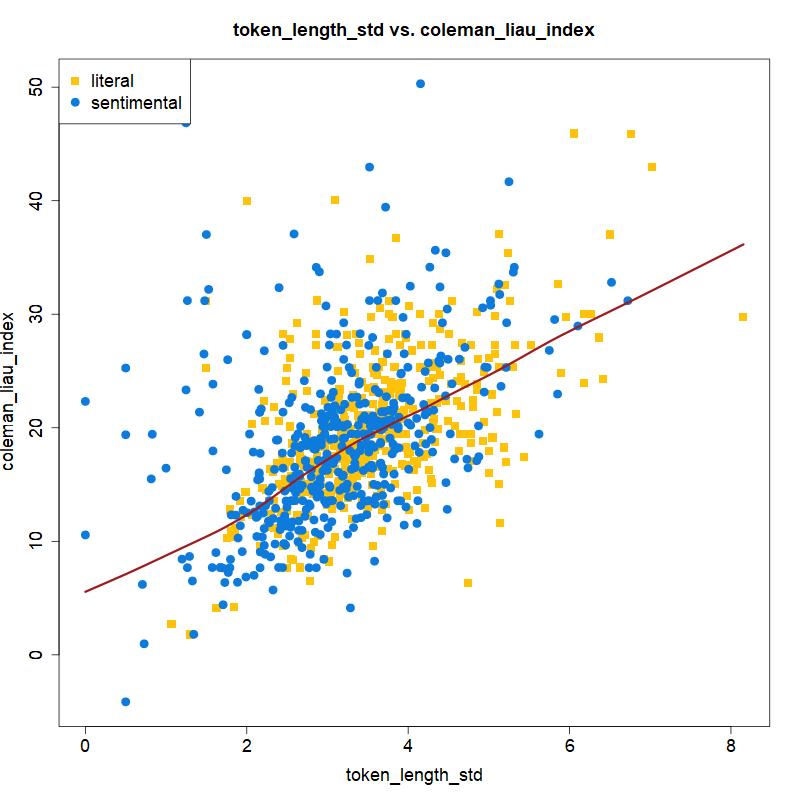 token_length_std vs. coleman_liau_index
literal
sentimental
50
40
30
20
10
0
coleman_liau_index
0 2 4 6 8
token_length_std